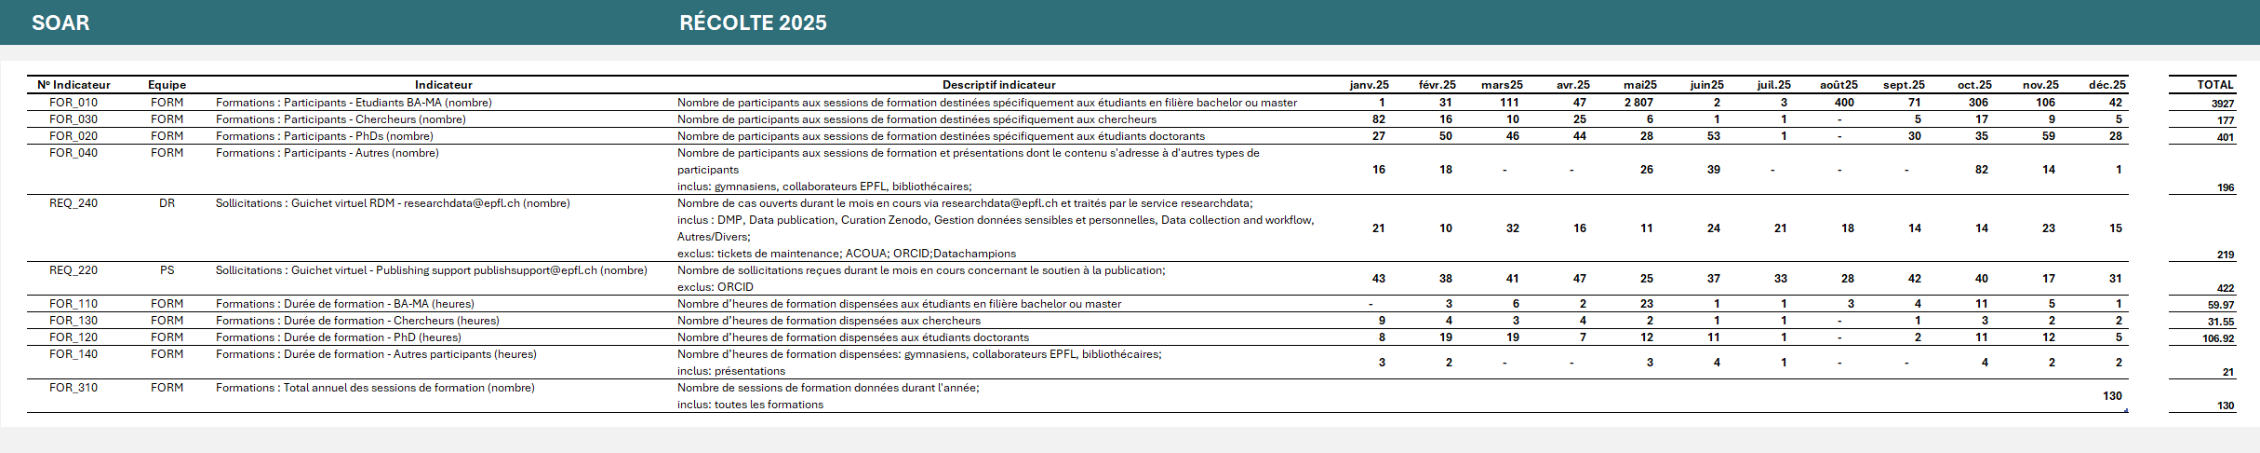 SOAR RÉCOLTE 2025
Nº Indicateur Equipe Indicateur Descriptif indicateur janv.25 févr.25 mars25 avr.25 mai25 juin25 juil.25 août25 sept.25 oct.25 nov.25 déc.25 TOTAL
FOR_010 FORM Formations : Participants - Etudiants BA-MA (nombre) Nombre de participants aux sessions de formation destinées spécifiquement aux étudiants en filière bachelor ou master 1 31 111 47 2 807 2 3 400 71 306 106 42 3927
FOR_030 FORM Formations : Participants - Chercheurs (nombre) Nombre de participants aux sessions de formation destinées spécifiquement aux chercheurs 82 16 10 25 6 1 1 - 5 17 9 5 177
FOR_020 FORM Formations : Participants - PhDs (nombre) Nombre de participants aux sessions de formation destinées spécifiquement aux étudiants doctorants 27 50 46 44 28 53 1 - 30 35 59 28 401
FOR_040 FORM Formations : Participants - Autres (nombre) Nombre de participants aux sessions de formation et présentations dont le contenu s'adresse à d'autres types de
participants 16 18 - - 26 39 - - - 82 14 1
inclus: gymnasiens, collaborateurs EPFL, bibliothécaires; 196
REQ_240 DR Sollicitations : Guichet virtuel RDM - researchdata@epfl.ch (nombre) Nombre de cas ouverts durant le mois en cours via researchdata@epfl.ch et traités par le service researchdata;
inclus : DMP, Data publication, Curation Zenodo, Gestion données sensibles et personnelles, Data collection and workflow,
Autres/Divers; 21 10 32 16 11 24 21 18 14 14 23 15
exclus: tickets de maintenance; ACOUA; ORCID;Datachampions 219
REQ_220 PS Sollicitations : Guichet virtuel - Publishing support publishsupport@epfl.ch (nombre) Nombre de sollicitations reçues durant le mois en cours concernant le soutien à la publication;
exclus: ORCID 43 38 41 47 25 37 33 28 42 40 17 31 422
FOR_110 FORM Formations : Durée de formation - BA-MA (heures) Nombre d'heures de formation dispensées aux étudiants en filière bachelor ou master - 3 6 2 23 1 1 3 4 11 5 1 59.97
FOR_130 FORM Formations : Durée de formation - Chercheurs (heures) Nombre d'heures de formation dispensées aux chercheurs 9 4 3 4 2 1 1 - 1 3 2 2 31.55
FOR_120 FORM Formations : Durée de formation - PhD (heures) Nombre d'heures de formation dispensées aux étudiants doctorants 8 19 19 7 12 11 1 - 2 11 12 5 106.92
FOR_140 FORM Formations : Durée de formation - Autres participants (heures) Nombre d'heures de formation dispensées: gymnasiens, collaborateurs EPFL, bibliothécaires;
inclus: présentations 3 2 - - 3 4 1 - - 4 2 2 21
FOR_310 FORM Formations : Total annuel des sessions de formation (nombre) Nombre de sessions de formation données durant l'année;
inclus: toutes les formations 130 130